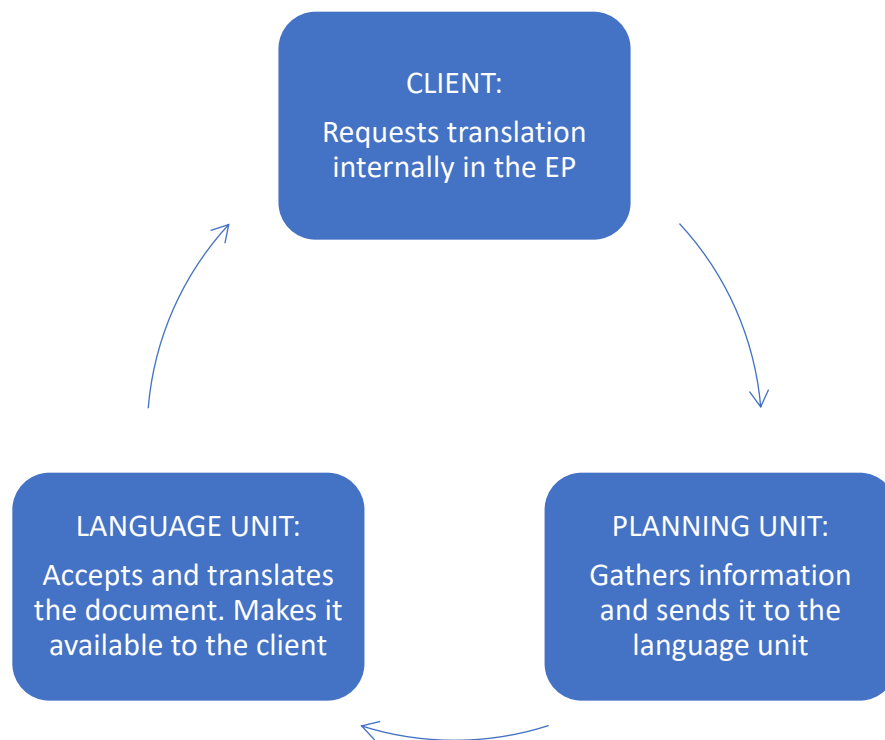 CLIENT:
Requests translation
internally in the EP
PLANNING UNIT:
Gathers information
and sends it to the
language unit
LANGUAGE UNIT:
Accepts and translates
the document. Makes it
available to the client